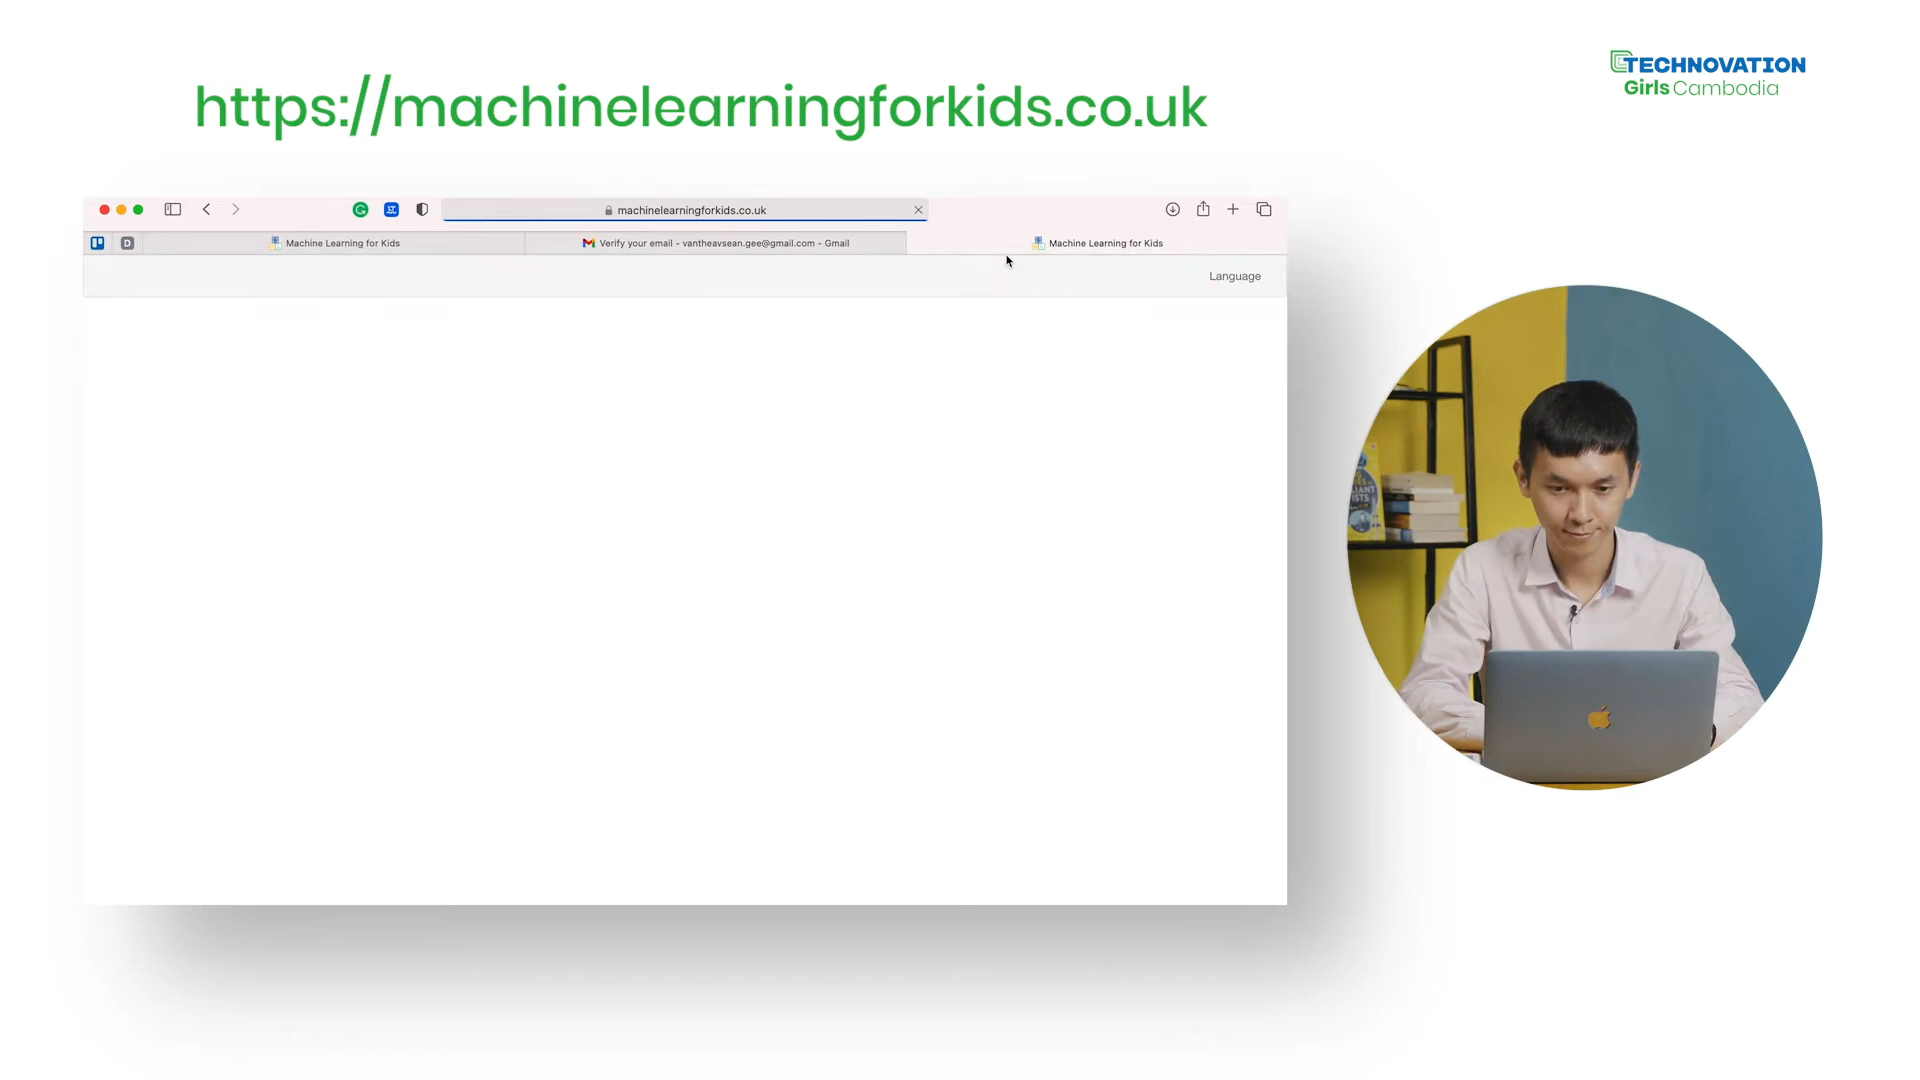 https://machinelearningforkids.co.uk
TECHNOVATION
Girls Cambodia
machinelearningforkids.co.uk
D
Machine Learning for Kids
Verify your email - vantheavsean.gee@gmail.com - Gmail
Machine Learning for Kids
Language